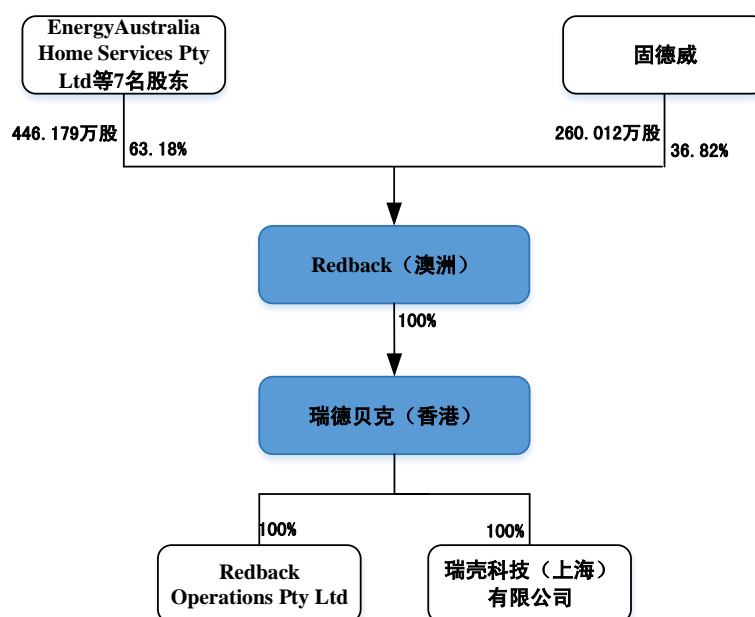 EnergyAustralia
Home Services Pty
Ltd等7名股东
固德威
446.179万股
63.18%
260.012万股
36.82%
Redback（澳洲）
100%
瑞德贝克（香港）
100%
100%
Redback
Operations Pty Ltd
瑞壳科技（上海）
有限公司